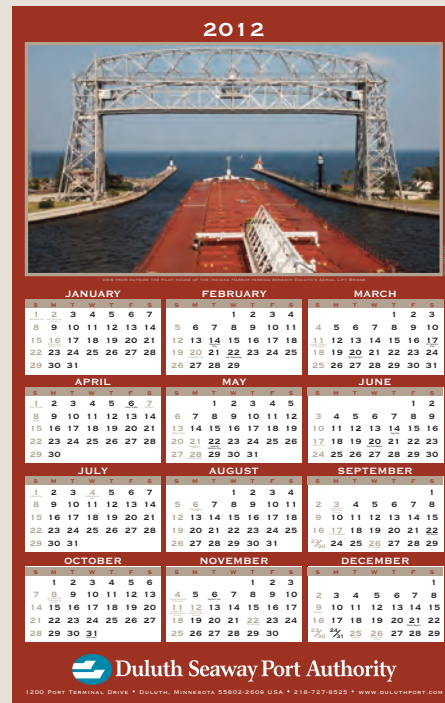 2012
JANUARY FEBRUARY MARCH
S M T W T F S S M T W T F S S M T W T F S
1 2 3 4 5 6 7 1 2 3 4 1 2 3
8 9 10 11 12 13 14 5 6 7 8 9 10 11 4 5 6 7 8 9 10
15 16 17 18 19 20 21 12 13 14 15 16 17 18 11 12 13 14 15 16 17
22 23 24 25 26 27 28 19 20 21 22 23 24 25 18 19 20 21 22 23 24
29 30 31 26 27 28 29 25 26 27 28 29 30 31
APRIL MAY JUNE
S M T W T F S S M T W T F S S M T W T F S
1 2 3 4 5 6 7 1 2 3 4 5 1 2
8 9 10 11 12 13 14 6 7 8 9 10 11 12 3 4 5 6 7 8 9
15 16 17 18 19 20 21 13 14 15 16 17 18 19 10 11 12 13 14 15 16
22 23 24 25 26 27 28 20 21 22 23 24 25 26 17 18 19 20 21 22 23
29 30 27 28 29 30 31 24 25 26 27 28 29 30
JULY AUGUST SEPTEMBER
S M T W T F S S M T W T F S S M T W T F S
1 2 3 4 5 6 7 1 2 3 4 1
8 9 10 11 12 13 14 5 6 7 8 9 10 11 2 3 4 5 6 7 8
15 16 17 18 19 20 21 12 13 14 15 16 17 18 9 10 11 12 13 14 15
22 23 24 25 26 27 28 19 20 21 22 23 24 25 16 17 18 19 20 21 22
29 30 31 26 27 28 29 30 31 23/30 24 25 26 27 28 29
OCTOBER NOVEMBER DECEMBER
S M T W T F S S M T W T F S S M T W T F S
1 2 3 4 5 6 1 2 3 1
7 8 9 10 11 12 13 4 5 6 7 8 9 10 2 3 4 5 6 7 8
14 15 16 17 18 19 20 11 12 13 14 15 16 17 9 10 11 12 13 14 15
21 22 23 24 25 26 27 18 19 20 21 22 23 24 16 17 18 19 20 21 22
28 29 30 31 25 26 27 28 29 30 23/30 24/31 25 26 27 28 29
Duluth Seaway Port Authority
1200 PORT TERMINAL DRIVE • DULUTH, MINNESOTA 55802-2609 USA • 218-727-8525 • WWW.DULUTHPORT.COM